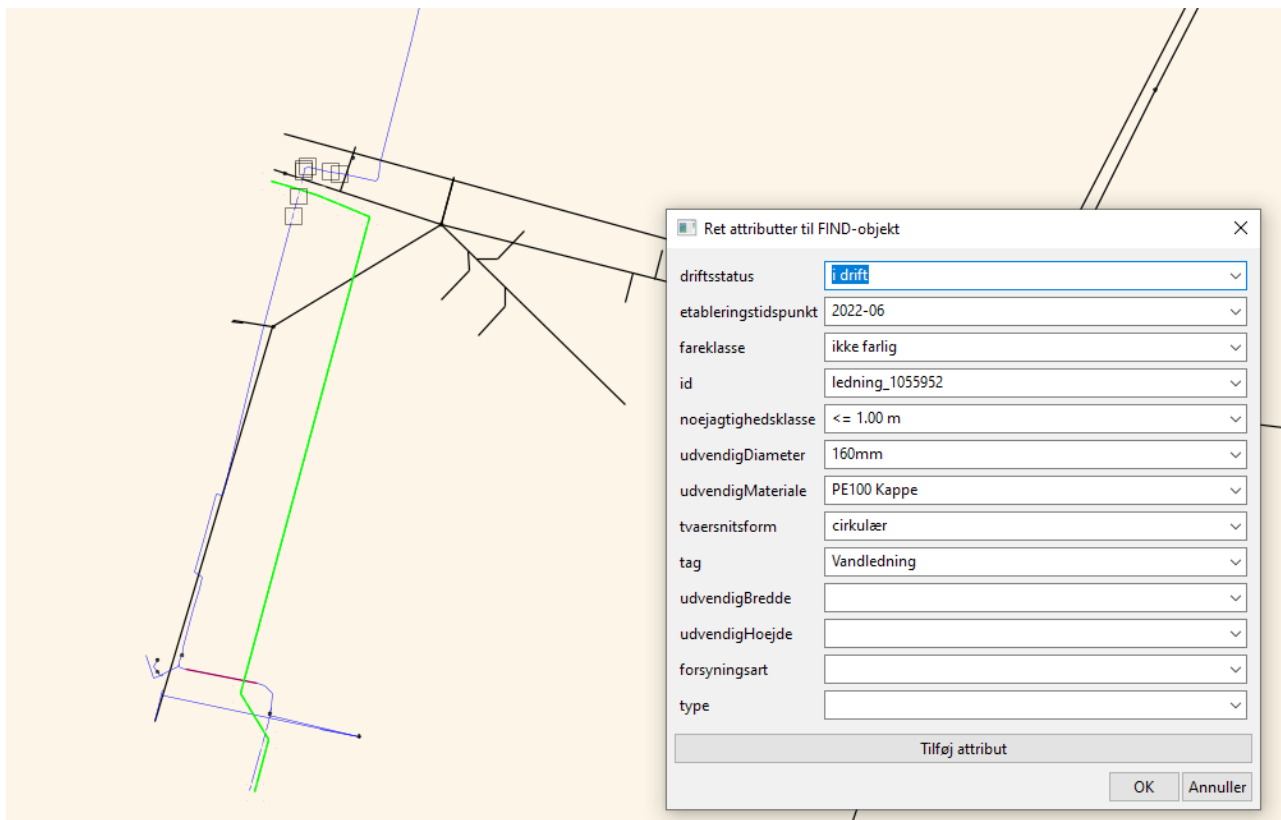 Ret attributter til FIND-objekt
driftsstatus i drift
etableringstidspunkt 2022-06
fareklasse ikke farlig
id ledning_1055952
noejagtighedsklasse <= 1.00 m
udvendigDiameter 160mm
udvendigMateriale PE100 Kappe
tvaersnitsform cirkulær
tag Vandledning
udvendigBredde
udvendigHoejde
forsyningsart
type
Tilføj attribut
OK Annuller